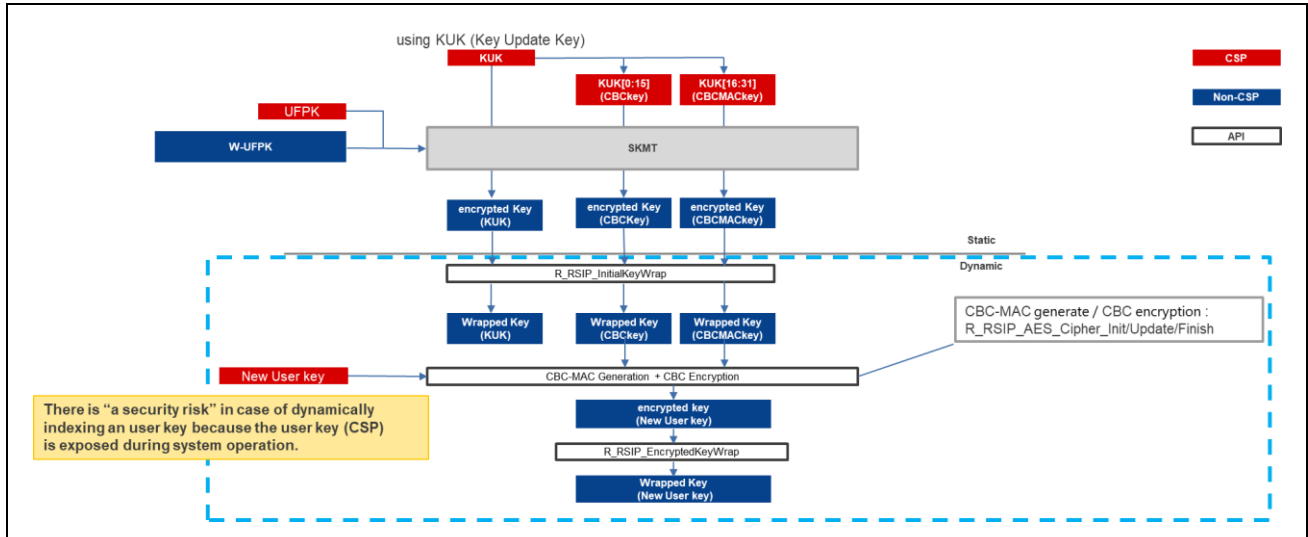 using KUK (Key Update Key)
KUK
CSP
KUK[0:15]
(CBCkey)
KUK[16:31]
(CBCMACkey)
Non-CSP
UFPK
API
W-UFPK
SKMT
encrypted Key
(KUK)
encrypted Key
(CBCKey)
encrypted Key
(CBCMACkey)
Static
Dynamic
R_RSIP_InitialKeyWrap
Wrapped Key
(KUK)
Wrapped Key
(CBCkey)
Wrapped Key
(CBCMACkey)
CBC-MAC generate / CBC encryption :
R_RSIP_AES_Cipher_Init/Update/Finish
New User key
CBC-MAC Generation + CBC Encryption
There is “a security risk” in case of dynamically
indexing an user key because the user key (CSP)
is exposed during system operation.
encrypted key
(New User key)
R_RSIP_EncryptedKeyWrap
Wrapped Key
(New User key)